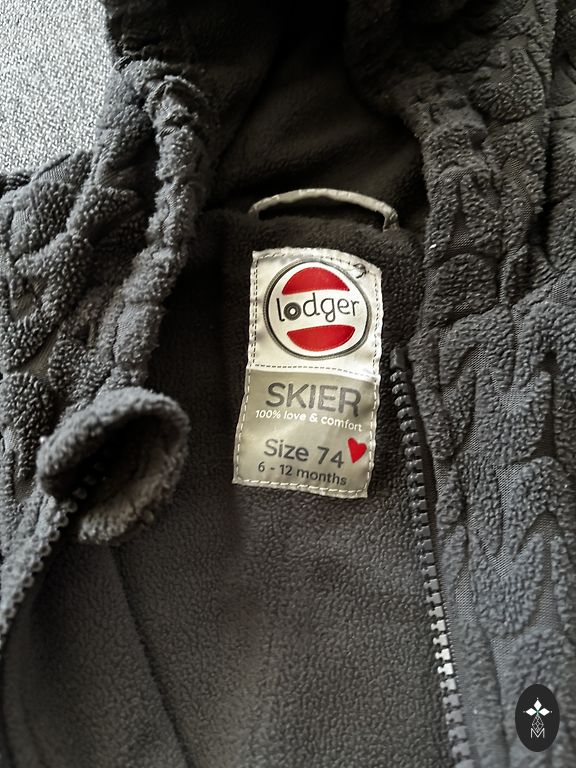 lodger
SKIER
100% love & comfort
Size 74
6 - 12 months
M